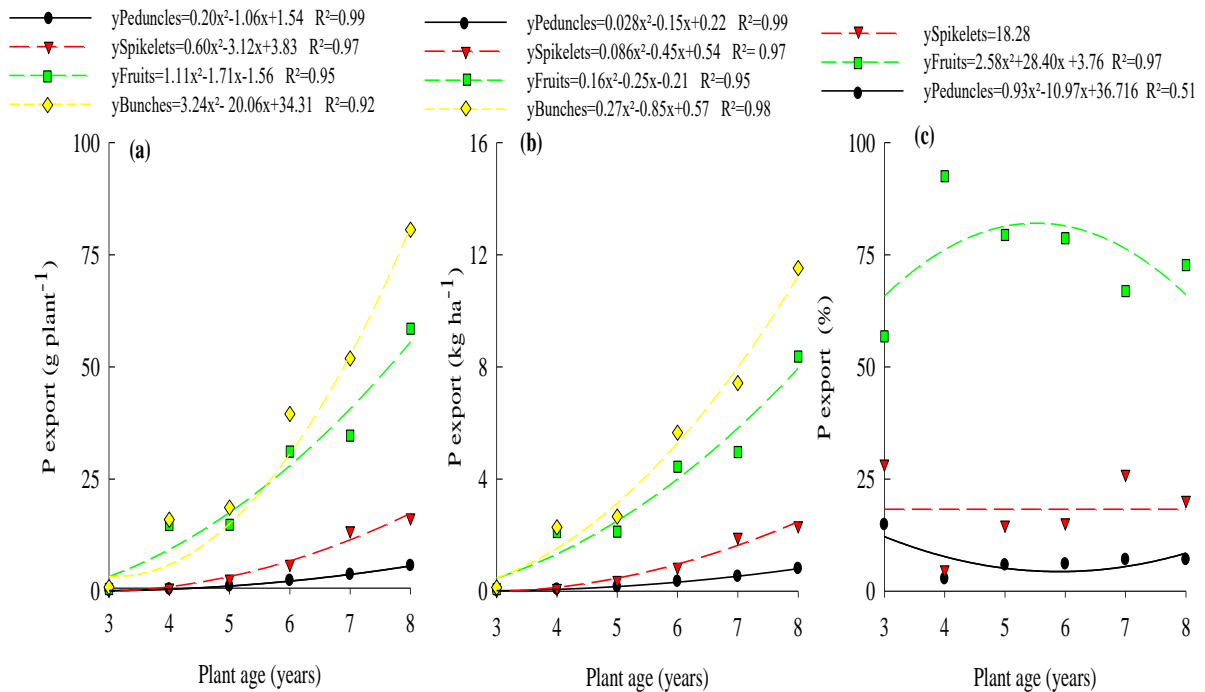 yPeduncles=0.20x²-1.06x+1.54 R²=0.99
ySpikelets=0.60x²-3.12x+3.83 R²=0.97
yFruits=1.11x²-1.71x-1.56 R²=0.95
yBunches=3.24x²- 20.06x+34.31 R²=0.92
yPeduncles=0.028x²-0.15x+0.22 R²=0.99
ySpikelets=0.086x²-0.45x+0.54 R²= 0.97
yFruits=0.16x²-0.25x-0.21 R²=0.95
yBunches=0.27x²-0.85x+0.57 R²=0.98
ySpikelets=18.28
yFruits=2.58x²+28.40x +3.76 R²=0.97
yPeduncles=0.93x²-10.97x+36.716 R²=0.51
(a)
P export (g plant⁻¹)
100
75
50
25
0
3 4 5 6 7 8
Plant age (years)
(b)
P export (kg ha⁻¹)
16
12
8
4
0
3 4 5 6 7 8
Plant age (years)
(c)
P export (%)
100
75
50
25
0
3 4 5 6 7 8
Plant age (years)